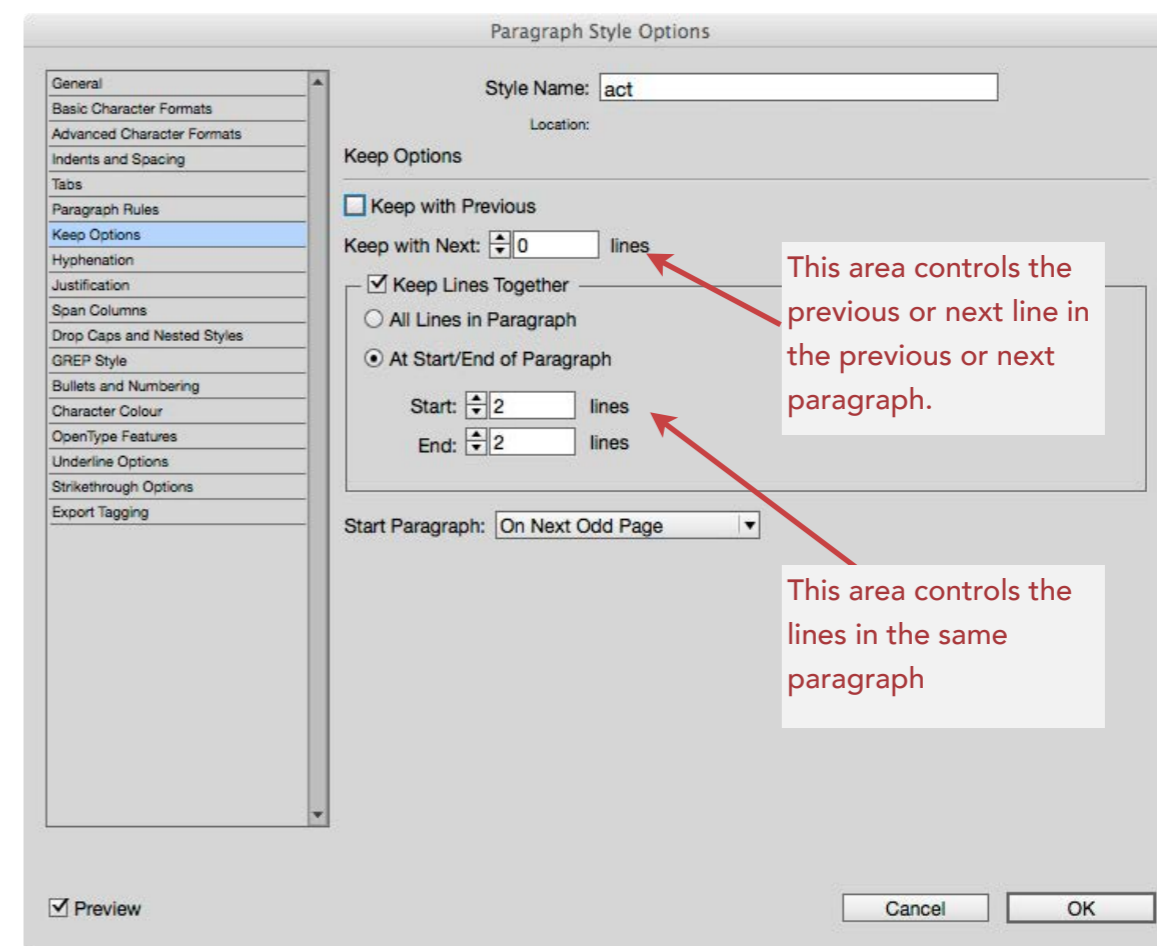 Paragraph Style Options
General
Basic Character Formats
Advanced Character Formats
Indents and Spacing
Tabs
Paragraph Rules
Keep Options
Hyphenation
Justification
Span Columns
Drop Caps and Nested Styles
GREP Style
Bullets and Numbering
Character Colour
OpenType Features
Underline Options
Strikethrough Options
Export Tagging
Style Name: act
Location:
Keep Options
Keep with Previous
Keep with Next: 0 lines
Keep Lines Together
All Lines in Paragraph
At Start/End of Paragraph
Start: 2 lines
End: 2 lines
Start Paragraph: On Next Odd Page
This area controls the
previous or next line in
the previous or next
paragraph.
This area controls the
lines in the same
paragraph
Preview
Cancel
OK